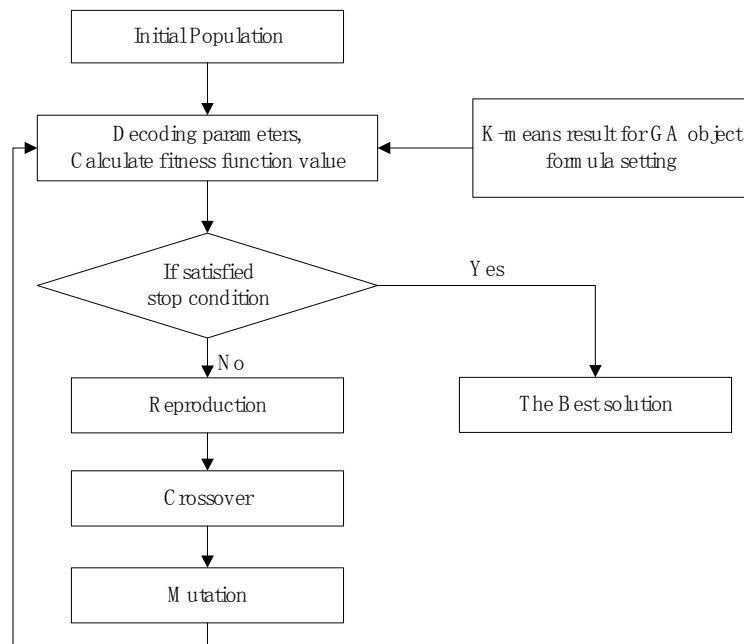 Initial Population
Decoding parameters,
Calculate fitness function value
K-means result for GA object
formula setting
If satisfied
stop condition
Yes
No
Reproduction
The Best solution
Crossover
Mutation